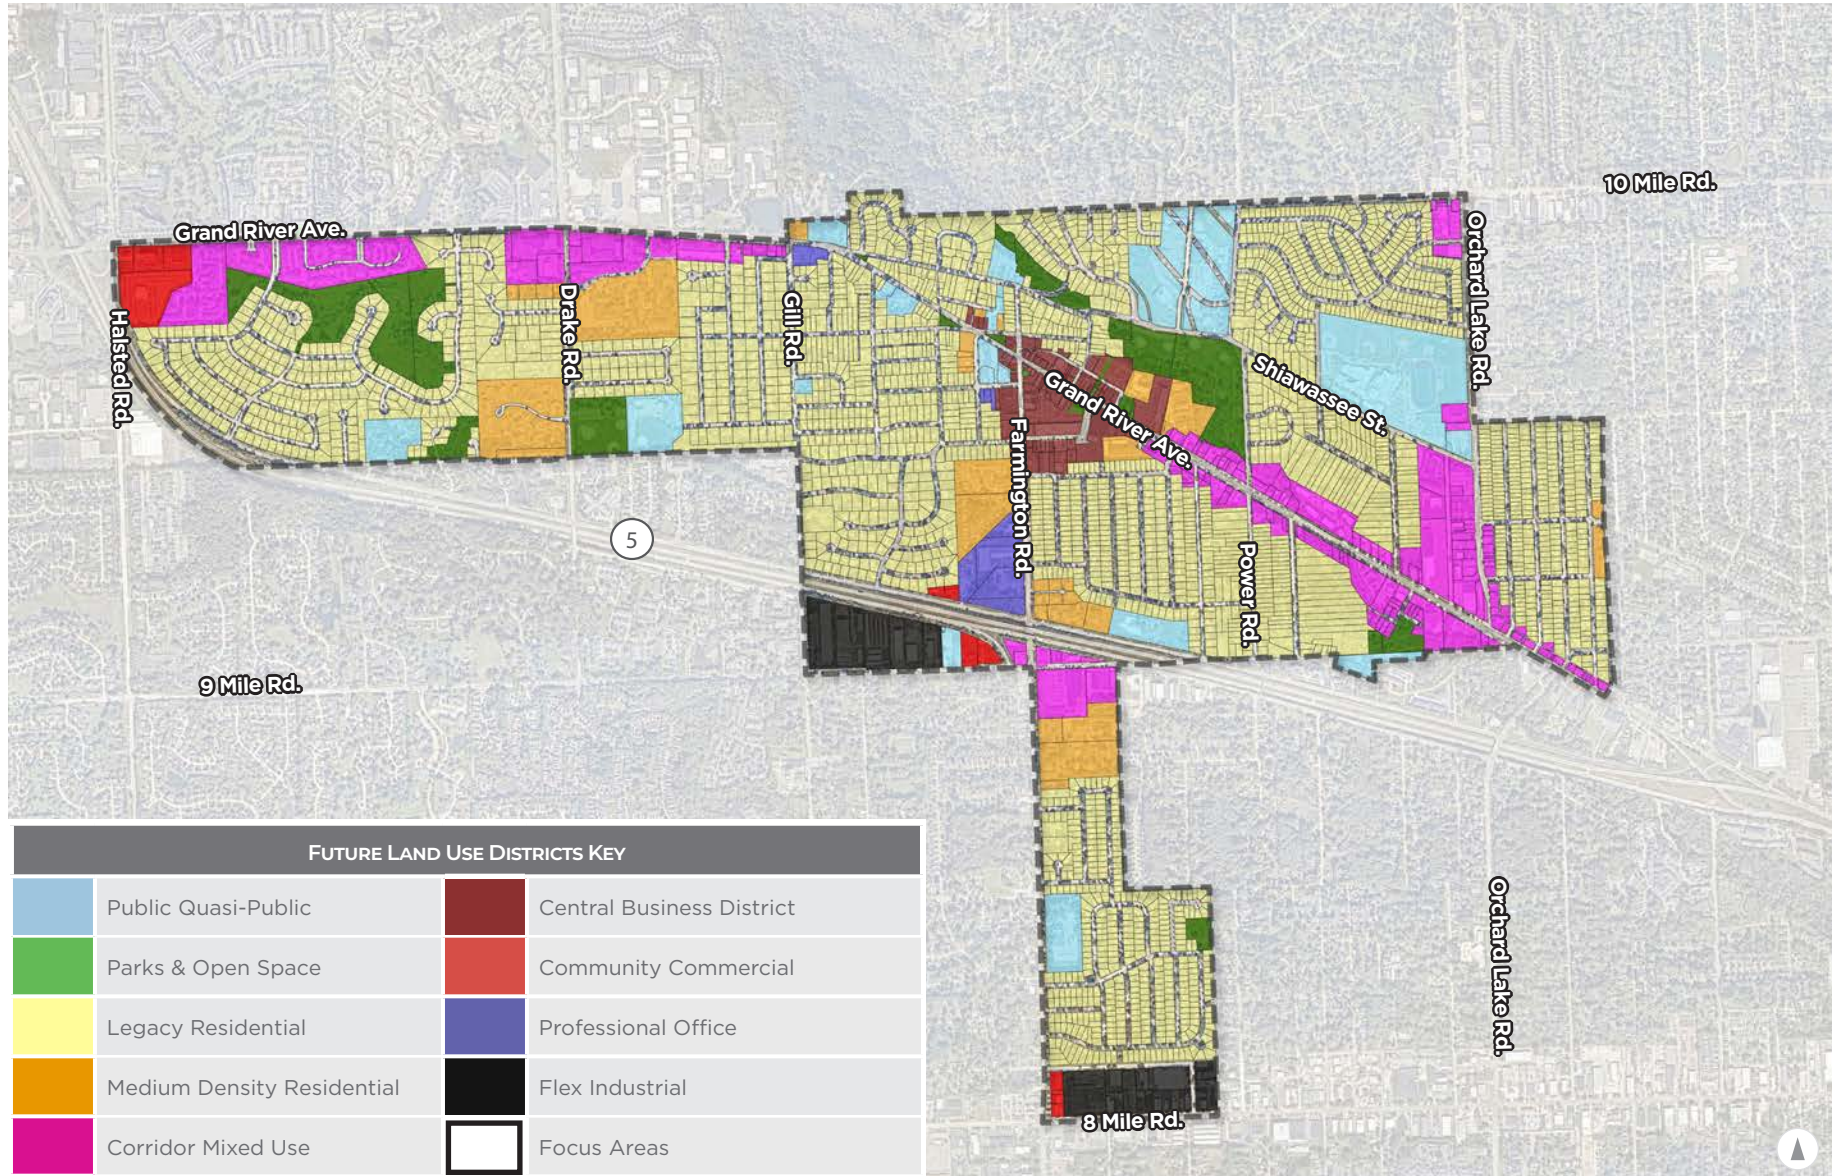 10 Mile Rd.
Grand River Ave.
Orchard Lake Rd.
Halsted Rd.
Drake Rd.
Gill Rd.
Shiawassee St.
Grand River Ave.
Farmington Rd.
5
Power Rd.
9 Mile Rd.
FUTURE LAND USE DISTRICTS KEY
Public Quasi-Public
Central Business District
Parks & Open Space
Community Commercial
Legacy Residential
Professional Office
Medium Density Residential
Flex Industrial
Corridor Mixed Use
Focus Areas
Orchard Lake Rd.
8 Mile Rd.